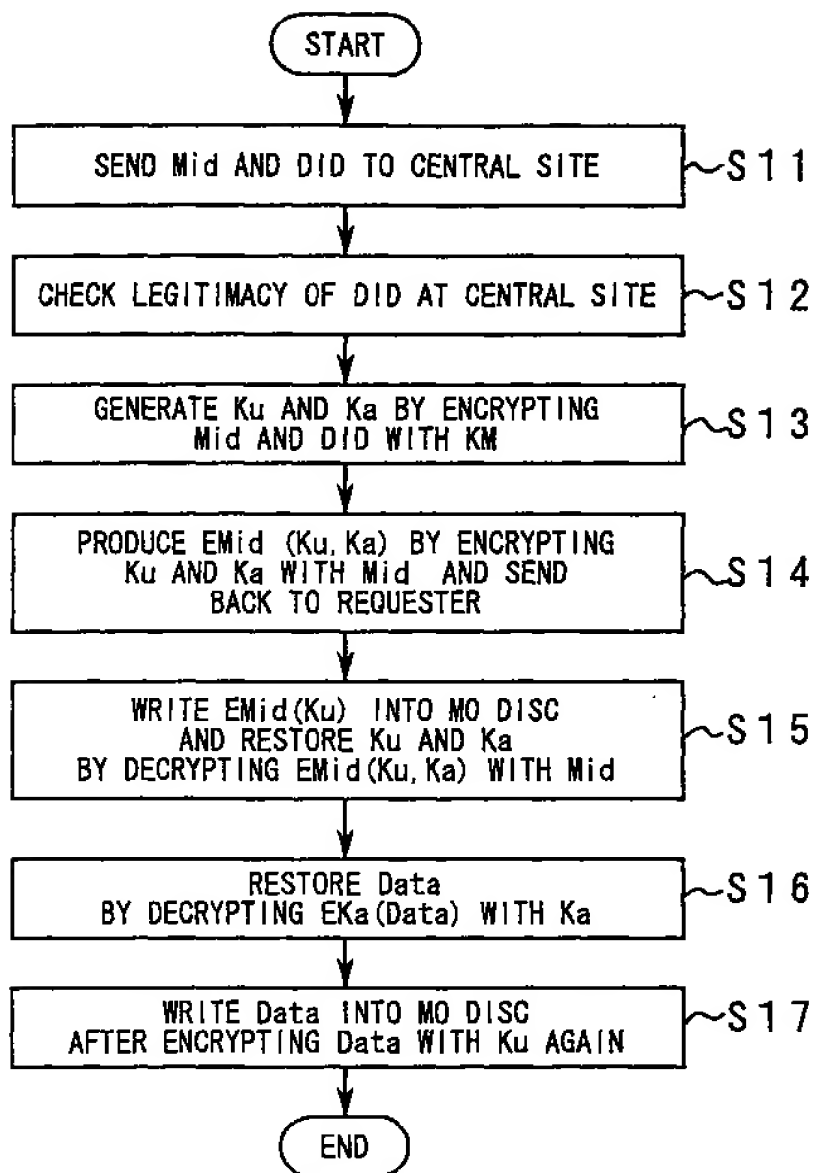 START
SEND Mid AND DID TO CENTRAL SITE
S11
CHECK LEGITIMACY OF DID AT CENTRAL SITE
S12
GENERATE Ku AND Ka BY ENCRYPTING
Mid AND DID WITH KM
S13
PRODUCE EMid (Ku, Ka) BY ENCRYPTING
Ku AND Ka WITH Mid AND SEND
BACK TO REQUESTER
S14
WRITE EMid(Ku) INTO MO DISC
AND RESTORE Ku AND Ka
BY DECRYPTING EMid(Ku, Ka) WITH Mid
S15
RESTORE Data
BY DECRYPTING EKa(Data) WITH Ka
S16
WRITE Data INTO MO DISC
AFTER ENCRYPTING Data WITH Ku AGAIN
S17
END